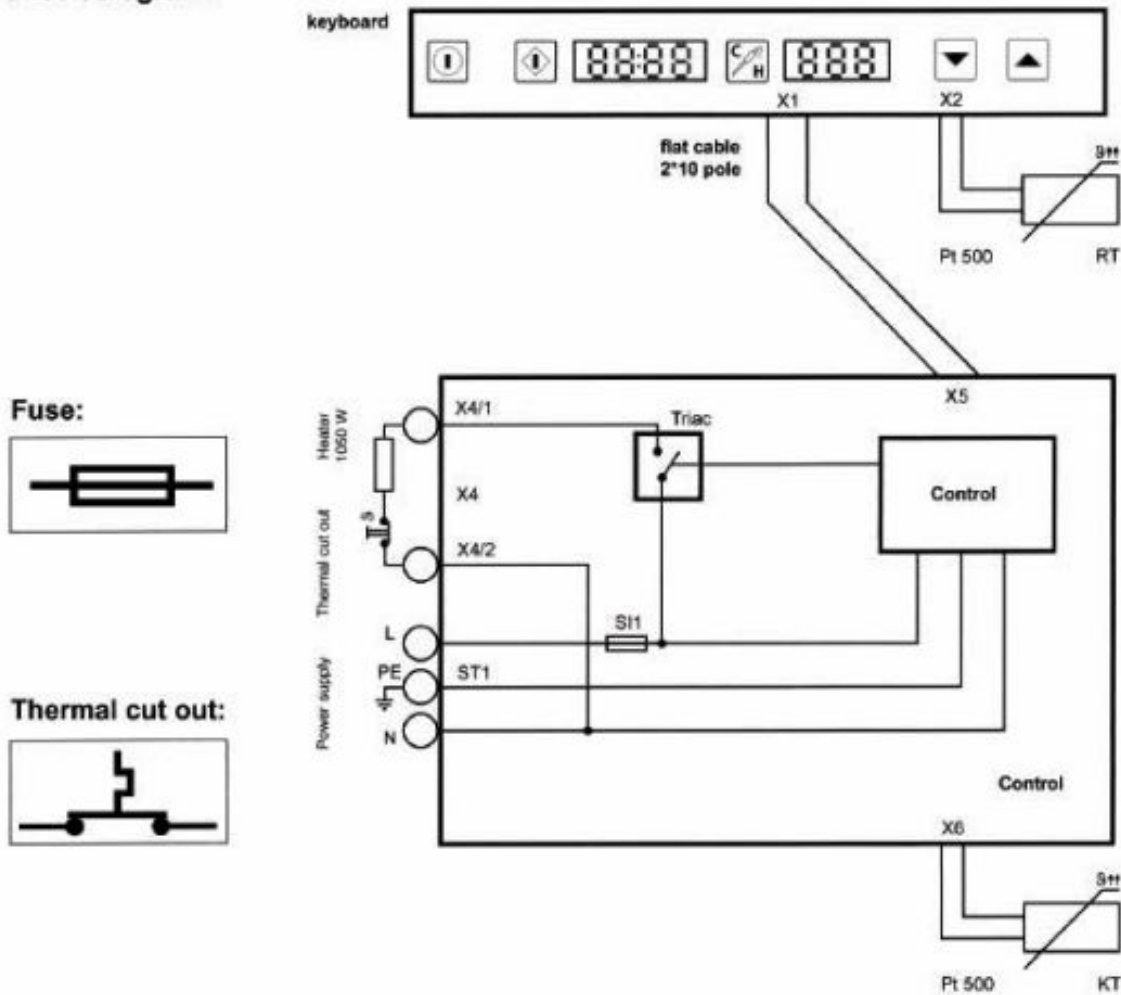 keyboard
88:88
C
H
888
X1
X2
flat cable
2*10 pole
Pt 500
RT
X5
Fuse:
Heater
1050 W
X4/1
Triac
X4
Control
Thermal cut out
S
X4/2
L
SI1
PE
ST1
Power supply
N
Thermal cut out:
Control
X6
Pt 500
KT